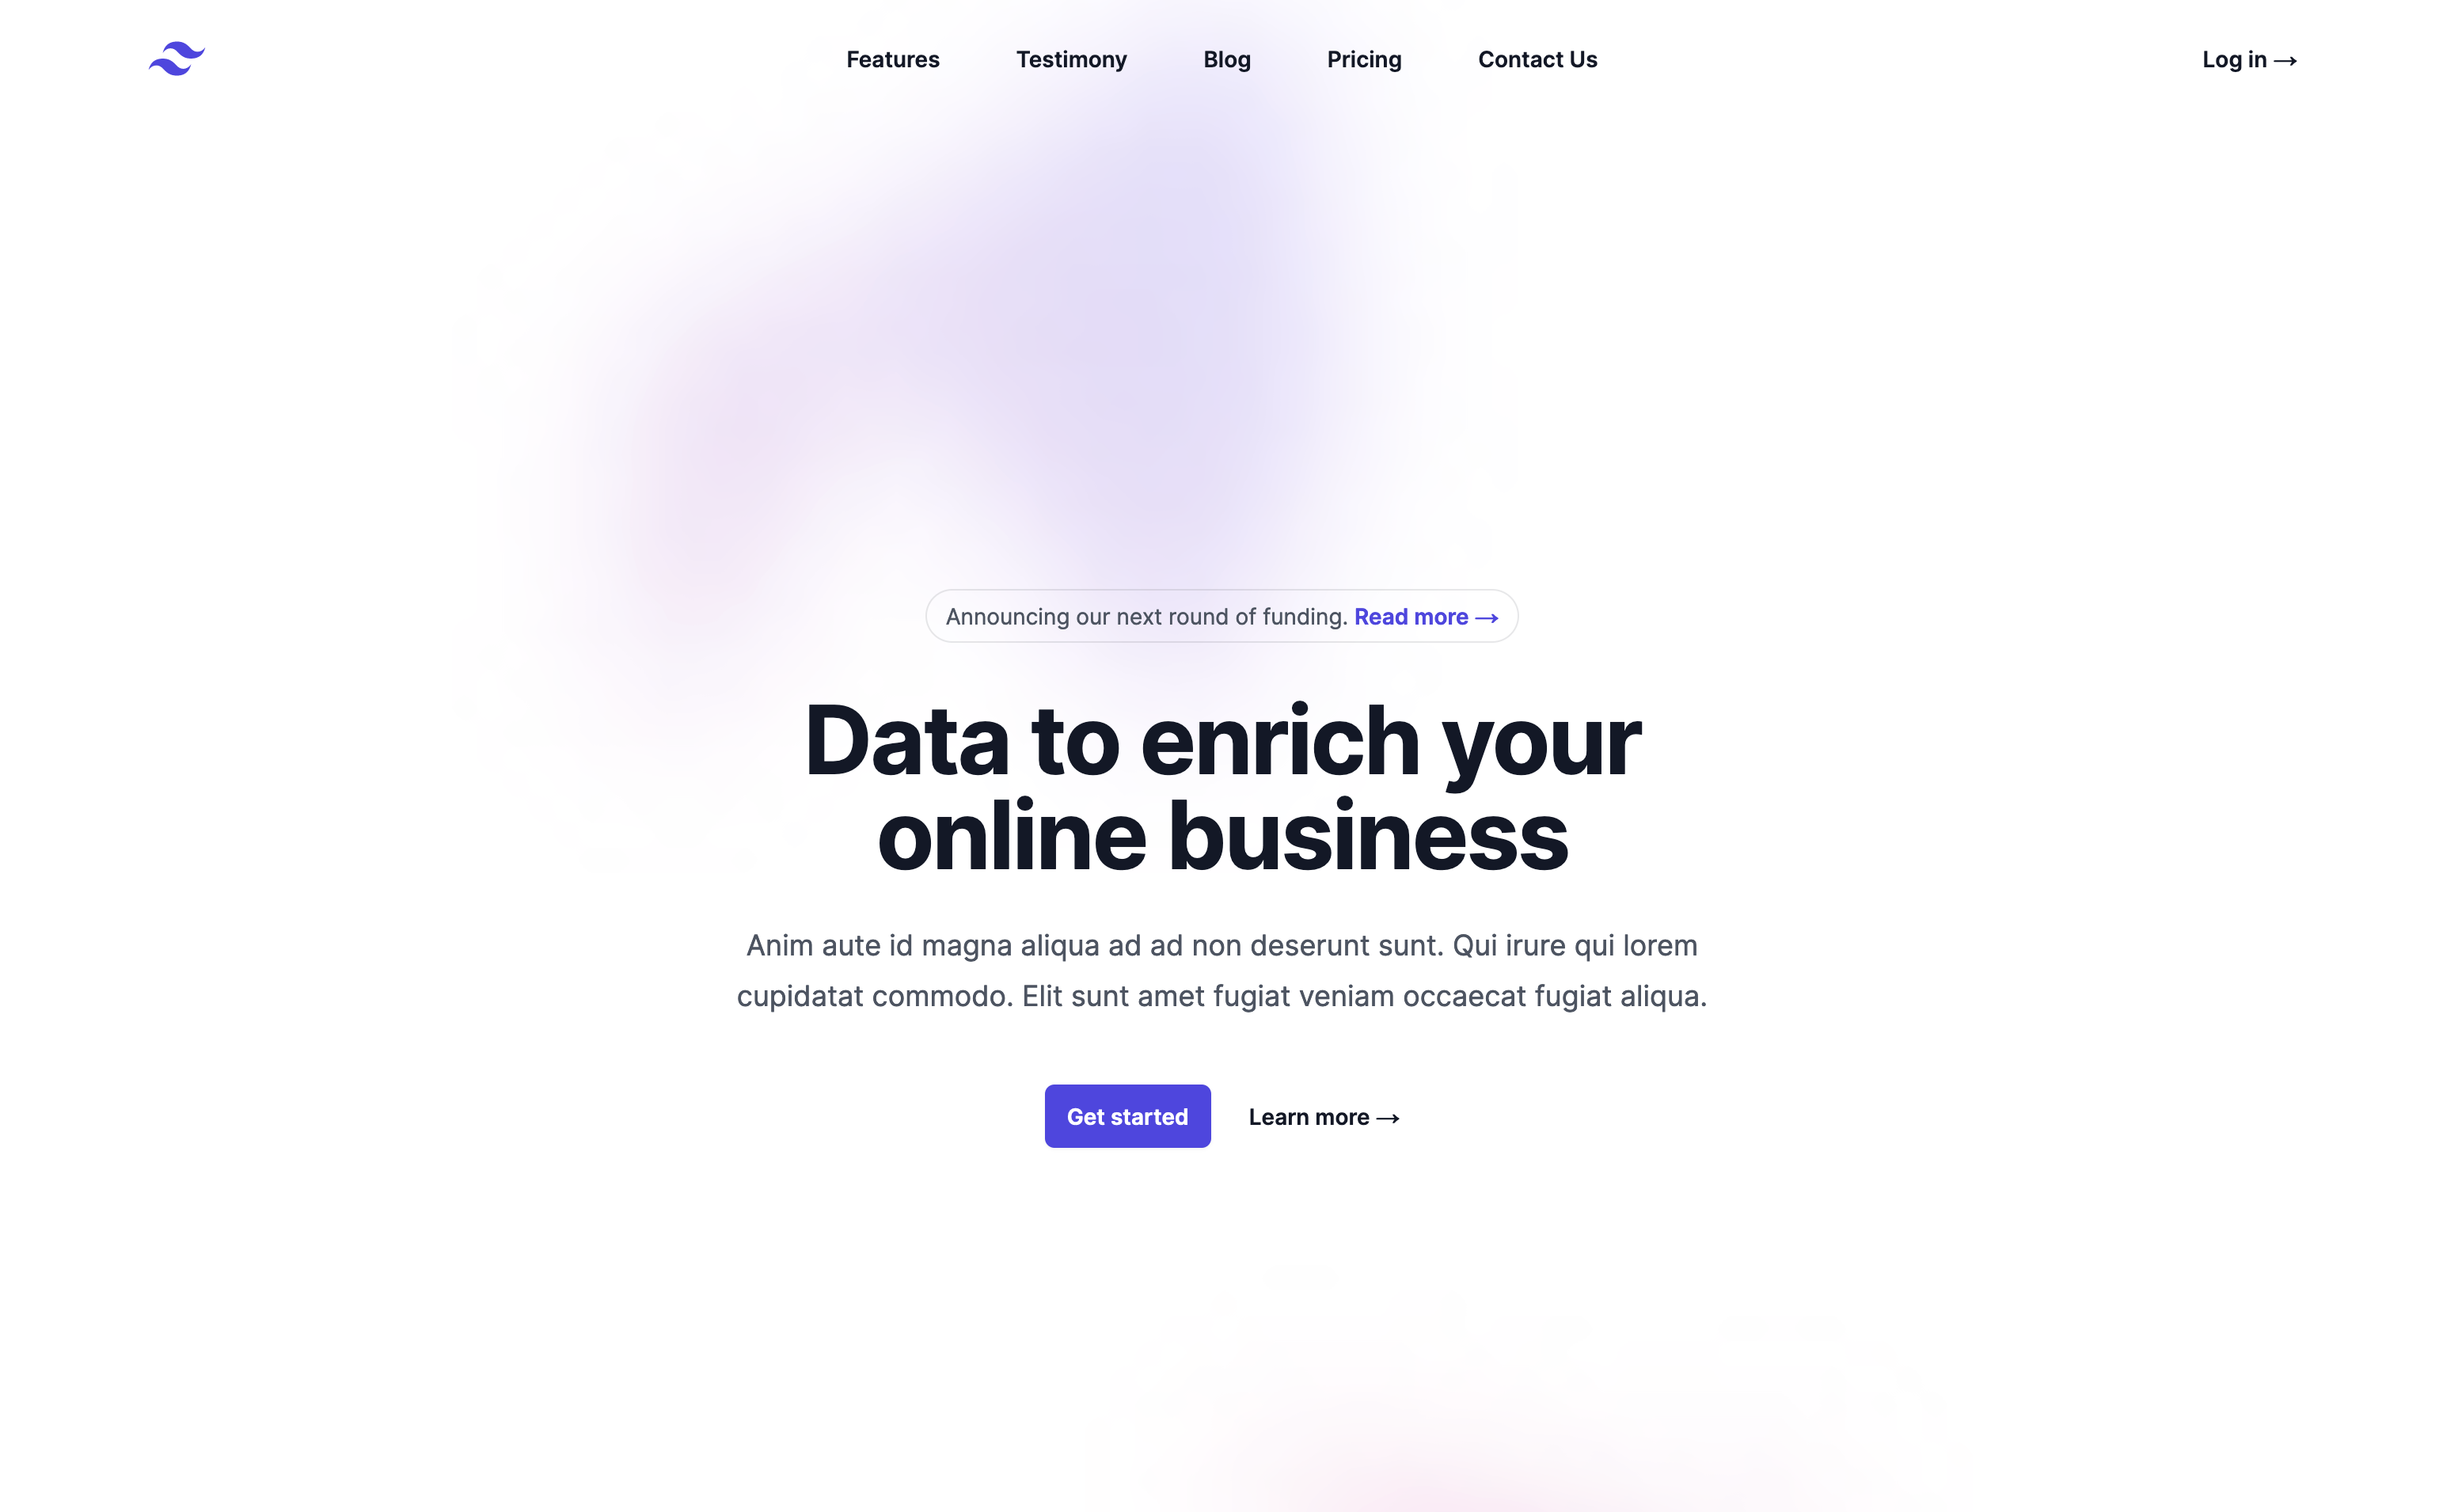 Features Testimony Blog Pricing Contact Us Log in →
Announcing our next round of funding. Read more →
Data to enrich your
online business
Anim aute id magna aliqua ad ad non deserunt sunt. Qui irure qui lorem
cupidatat commodo. Elit sunt amet fugiat veniam occaecat fugiat aliqua.
Get started Learn more →